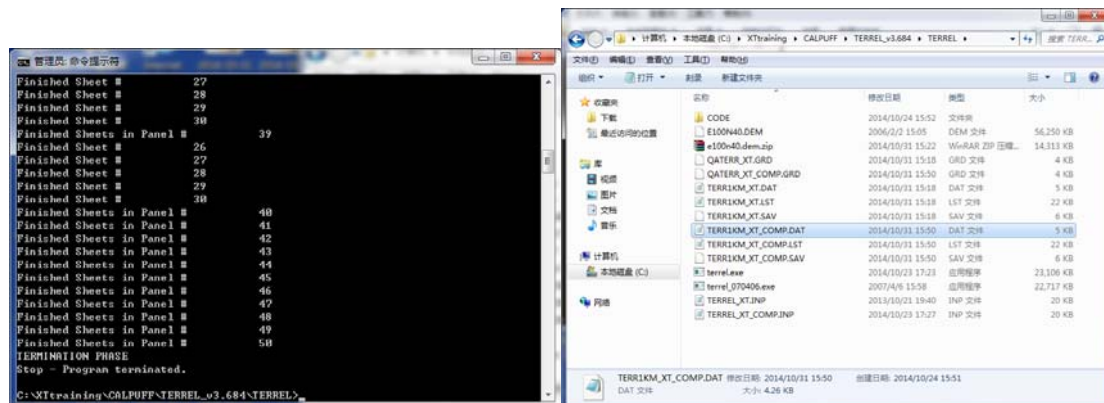 管理员: 命令提示符
Finished Sheet # 27
Finished Sheet # 28
Finished Sheet # 29
Finished Sheet # 30
Finished Sheets in Panel # 39
Finished Sheet # 26
Finished Sheet # 27
Finished Sheet # 28
Finished Sheet # 29
Finished Sheet # 30
Finished Sheets in Panel # 40
Finished Sheets in Panel # 41
Finished Sheets in Panel # 42
Finished Sheets in Panel # 43
Finished Sheets in Panel # 44
Finished Sheets in Panel # 45
Finished Sheets in Panel # 46
Finished Sheets in Panel # 47
Finished Sheets in Panel # 48
Finished Sheets in Panel # 49
Finished Sheets in Panel # 50
TERMINATION PHASE
Stop - Program terminated.
C:\XTtraining\CALPUFF\TERREL_v3.684\TERREL>
计算机 本地磁盘 (C:) XTtraining CALPUFF TERREL_v3.684 TERREL 搜索 TERR...
文件(F) 编辑(E) 查看(V) 工具(T) 帮助(H)
组织 打开 刻录 新建文件夹
收藏夹
下载
最近访问的位置
库
视频
图片
文档
音乐
计算机
本地磁盘 (C:)
网络
名称 修改日期 类型 大小
CODE 2014/10/24 15:52 文件夹
E100N40.DEM 2006/2/2 15:05 DEM 文件 56,250 KB
e100n40.dem.zip 2014/10/31 15:22 WinRAR ZIP 压缩... 14,313 KB
QATERR_XT.GRD 2014/10/31 15:18 GRD 文件 4 KB
QATERR_XT_COMP.GRD 2014/10/31 15:50 GRD 文件 4 KB
TERR1KM_XT.DAT 2014/10/31 15:18 DAT 文件 5 KB
TERR1KM_XT.LST 2014/10/31 15:18 LST 文件 22 KB
TERR1KM_XT.SAV 2014/10/31 15:18 SAV 文件 6 KB
TERR1KM_XT_COMP.DAT 2014/10/31 15:50 DAT 文件 5 KB
TERR1KM_XT_COMP.LST 2014/10/31 15:50 LST 文件 22 KB
TERR1KM_XT_COMP.SAV 2014/10/31 15:50 SAV 文件 6 KB
terrel.exe 2014/10/23 17:23 应用程序 23,106 KB
terrel_070406.exe 2007/4/6 15:58 应用程序 22,717 KB
TERREL_XT.INP 2013/10/21 19:40 INP 文件 20 KB
TERREL_XT_COMP.INP 2014/10/23 17:27 INP 文件 20 KB
TERR1KM_XT_COMP.DAT 修改日期: 2014/10/31 15:50 创建日期: 2014/10/24 15:51
DAT 文件 大小: 4.26 KB